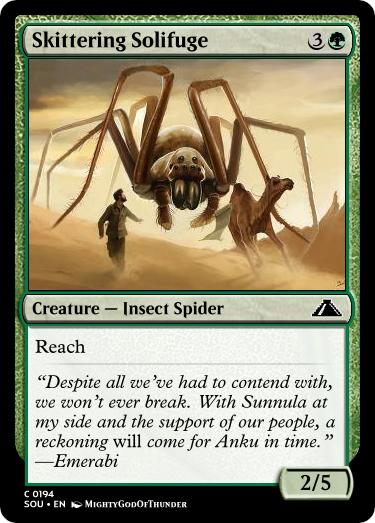 Skittering Solifuge 3
Creature — Insect Spider
Reach
“Despite all we’ve had to contend with,
we won’t ever break. With Sunnula at
my side and the support of our people, a
reckoning will come for Anku in time.”
—Emerabi
2/5
C 0194
SOU • EN MightyGodOfThunder